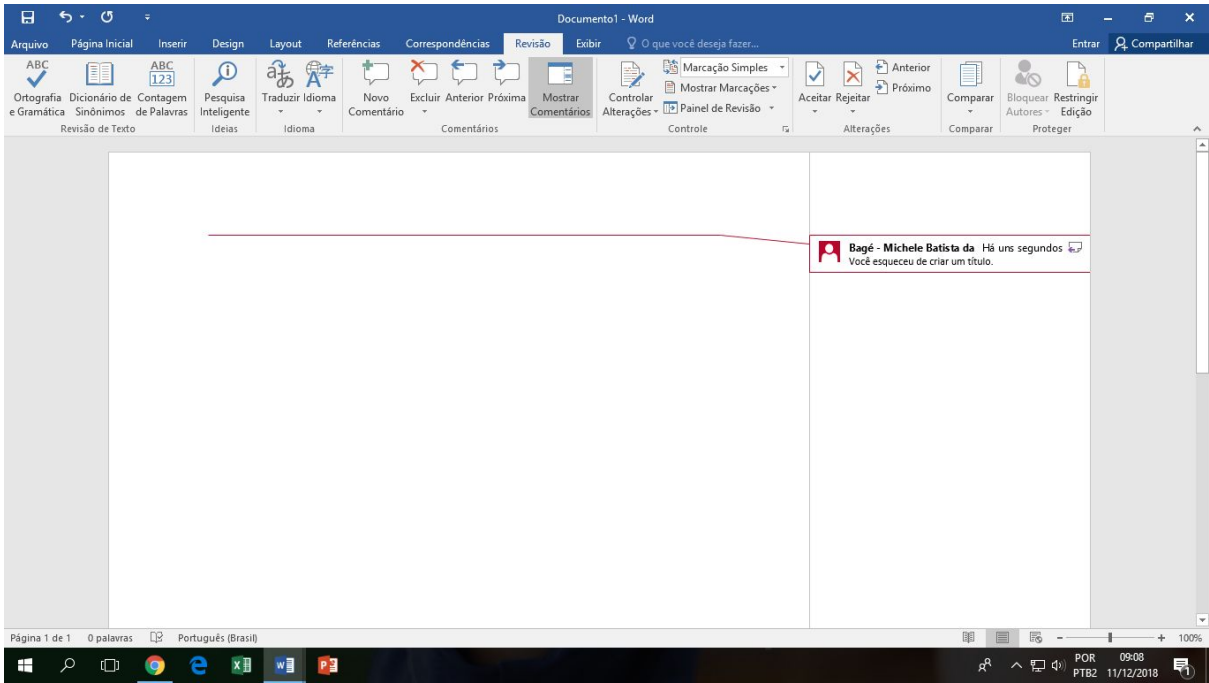 Documento1 - Word
Arquivo Página Inicial Inserir Design Layout Referências Correspondências Revisão Exibir O que você deseja fazer... Entrar Compartilhar
ABC
Ortografia e Gramática
Dicionário de Sinônimos
ABC
123
Contagem de Palavras
Revisão de Texto
Pesquisa Inteligente
Ideias
Traduzir
Idioma
Idioma
Novo Comentário
Excluir
Anterior
Próxima
Mostrar Comentários
Comentários
Controlar Alterações
Marcação Simples
Mostrar Marcações
Painel de Revisão
Controle
Aceitar
Rejeitar
Anterior
Próximo
Alterações
Comparar
Comparar
Bloquear Autores
Restringir Edição
Proteger
Bagé - Michele Batista da Há uns segundos
Você esqueceu de criar um título.
Página 1 de 1 0 palavras Português (Brasil) 100%
POR 09:08
PTB2 11/12/2018